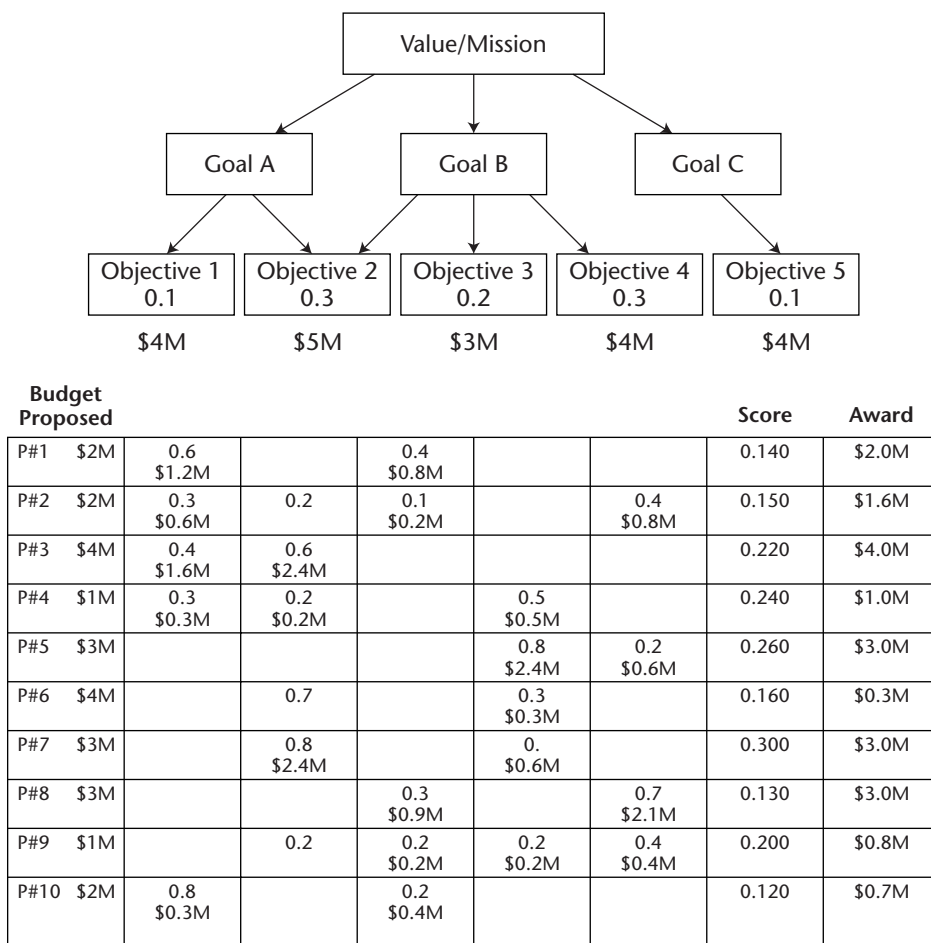 Value/Mission
Goal A Goal B Goal C
Objective 1 Objective 2 Objective 3 Objective 4 Objective 5
0.1 0.3 0.2 0.3 0.1
$4M $5M $3M $4M $4M
Budget
Proposed Score Award
P#1 $2M 0.6 0.4 0.140 $2.0M
$1.2M $0.8M
P#2 $2M 0.3 0.2 0.1 0.4 0.150 $1.6M
$0.6M $0.2M $0.8M
P#3 $4M 0.4 0.6 0.220 $4.0M
$1.6M $2.4M
P#4 $1M 0.3 0.2 0.5 0.240 $1.0M
$0.3M $0.2M $0.5M
P#5 $3M 0.8 0.2 0.260 $3.0M
$2.4M $0.6M
P#6 $4M 0.7 0.3 0.160 $0.3M
$0.3M
P#7 $3M 0.8 0. 0.300 $3.0M
$2.4M $0.6M
P#8 $3M 0.3 0.7 0.130 $3.0M
$0.9M $2.1M
P#9 $1M 0.2 0.2 0.2 0.4 0.200 $0.8M
$0.2M $0.2M $0.4M
P#10 $2M 0.8 0.2 0.120 $0.7M
$0.3M $0.4M